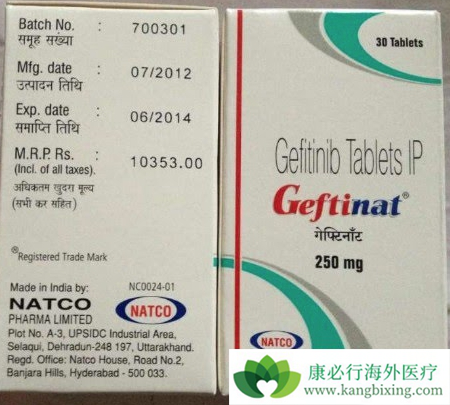 Batch No. : 700301
समूह सख्या
Mfg. date : 07/2012
उत्पादन तिथि
Exp. date : 06/2014
समाप्ति तिथि
M.R.P. Rs. : 10353.00
(Incl. of all taxes).
अधिकतम खुदरा मूल्य
(सभी कर सहित)
®Registered Trade Mark
Made in India by: NC0024-01
NATCO
PHARMA LIMITED
NATCO
Plot No. A-3, UPSIDC Industrial Area,
Selaqui, Dehradun-248 197, Uttarakhand.
Regd. Office: Natco House, Road No.2,
Banjara Hills, Hyderabad - 500 033.
30 Tablets
Gefitinib Tablets IP
Geftinat®
गेफ्टिनॉट
250 mg
NATCO
康必行海外医疗
www.kangbixing.com